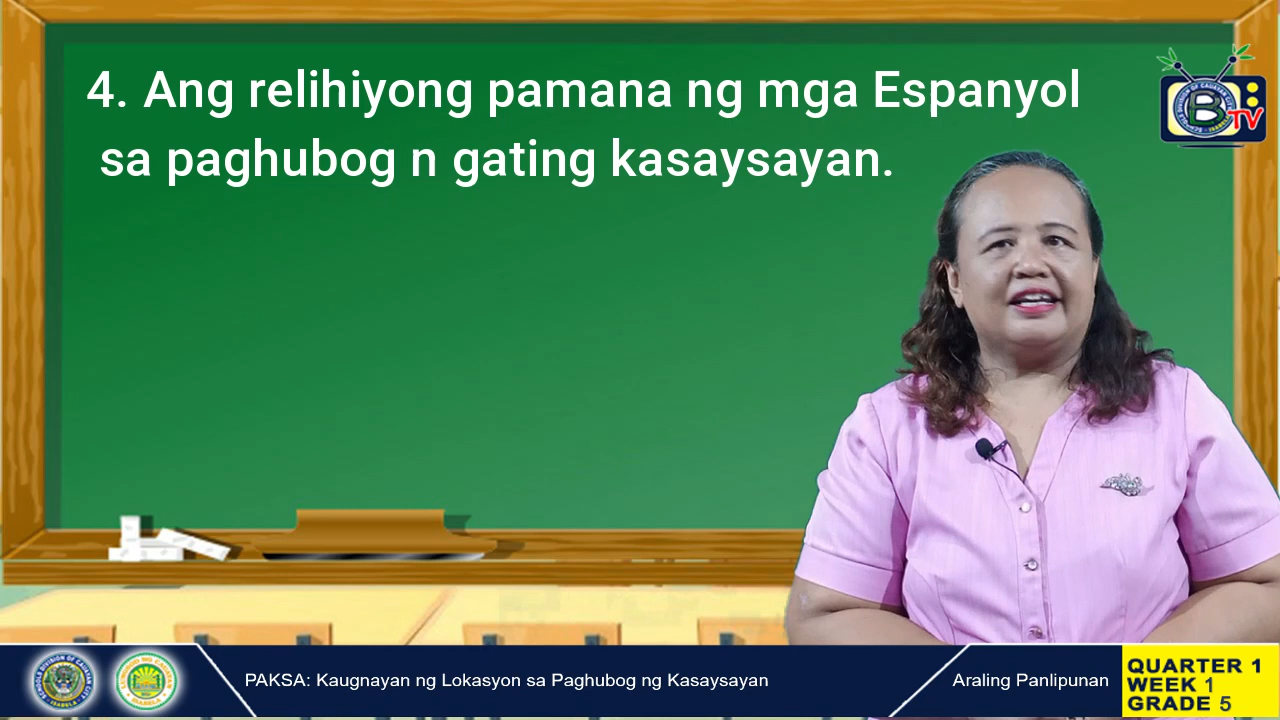 4. Ang relihiyong pamana ng mga Espanyol
sa paghubog n gating kasaysayan.
B
TV
PAKSA: Kaugnayan ng Lokasyon sa Paghubog ng Kasaysayan
Araling Panlipunan
QUARTER 1
WEEK 1
GRADE 5